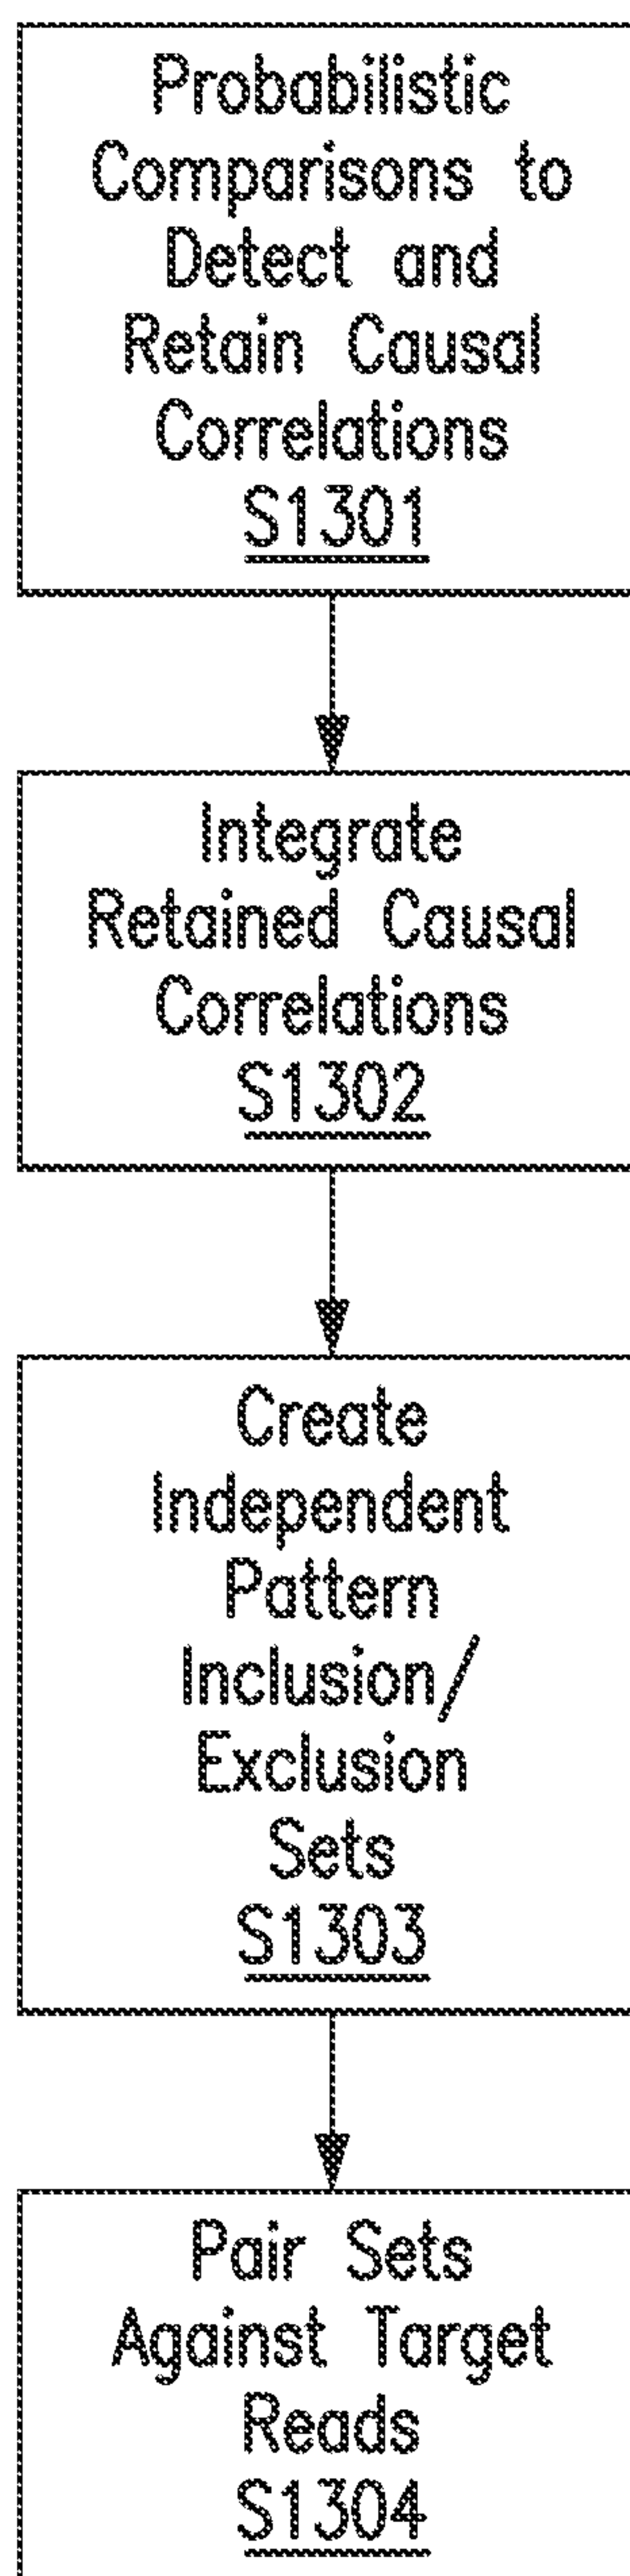 Probabilistic
Comparisons to
Detect and
Retain Causal
Correlations
S1301
Integrate
Retained Causal
Correlations
S1302
Create
Independent
Pattern
Inclusion/
Exclusion
Sets
S1303
Pair Sets
Against Target
Reads
S1304